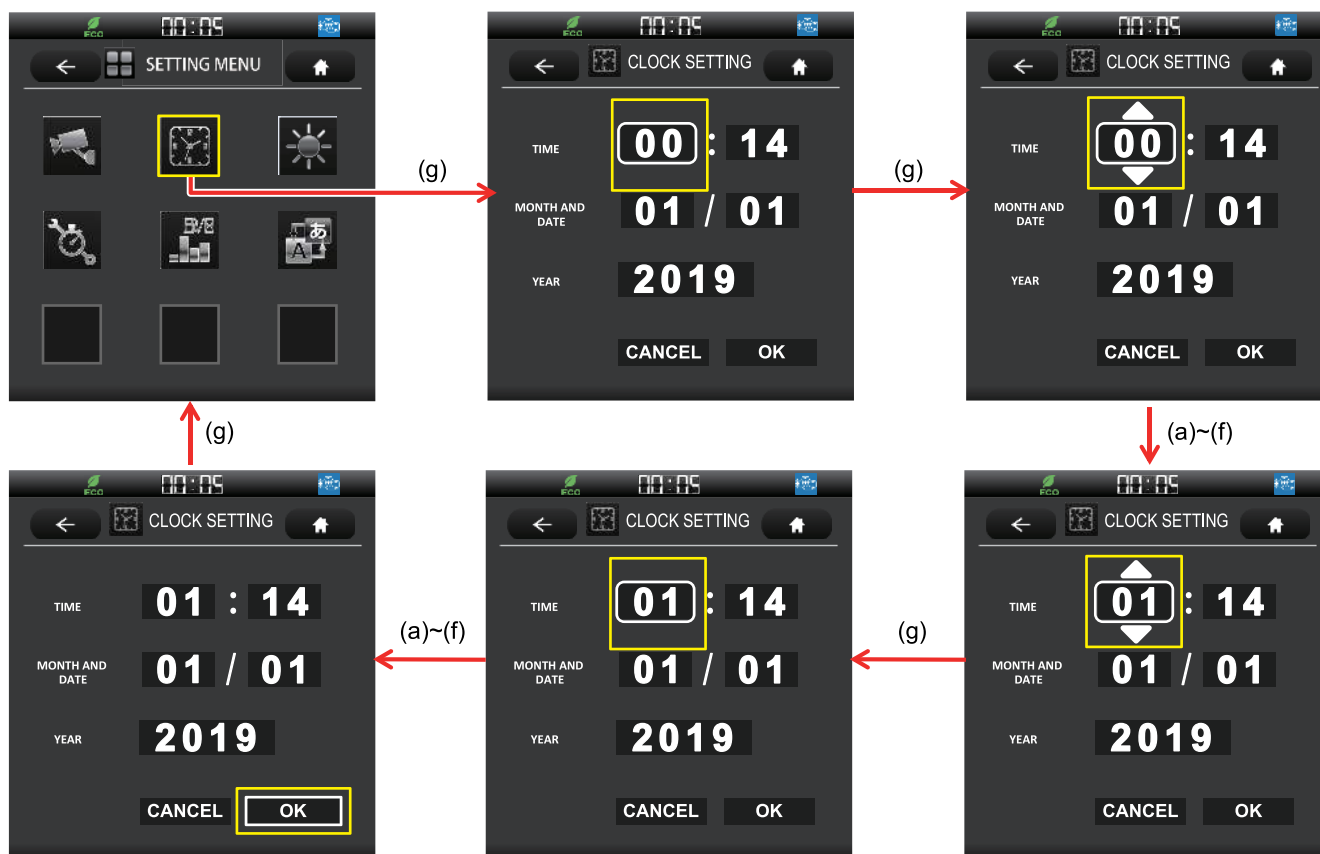 ECO 00:05
SETTING MENU
あ
A
(g)
ECO 00:05
CLOCK SETTING
TIME 00 : 14
MONTH AND DATE 01 / 01
YEAR 2019
CANCEL OK
(g)
ECO 00:05
CLOCK SETTING
TIME 00 : 14
MONTH AND DATE 01 / 01
YEAR 2019
CANCEL OK
(a)~(f)
ECO 00:05
CLOCK SETTING
TIME 01 : 14
MONTH AND DATE 01 / 01
YEAR 2019
CANCEL OK
(g)
ECO 00:05
CLOCK SETTING
TIME 01 : 14
MONTH AND DATE 01 / 01
YEAR 2019
CANCEL OK
(a)~(f)
ECO 00:05
CLOCK SETTING
TIME 01 : 14
MONTH AND DATE 01 / 01
YEAR 2019
CANCEL OK
(g)